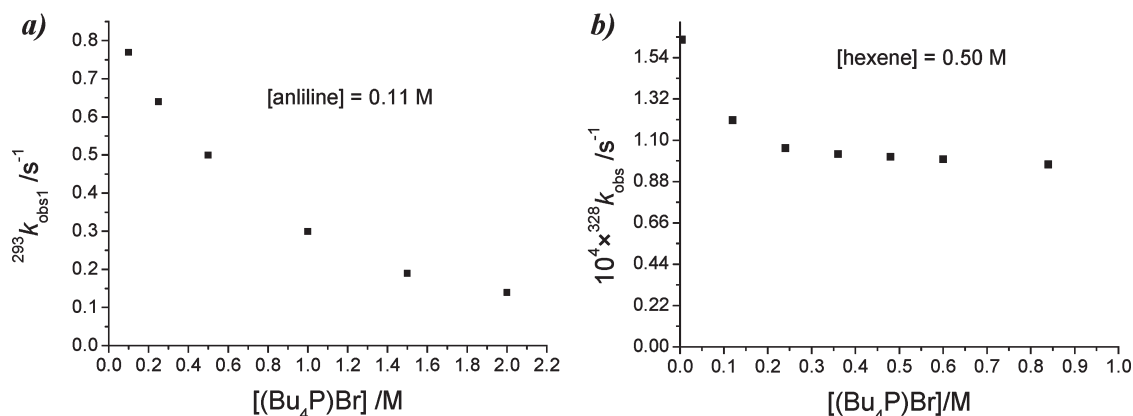 a)
[anliline] = 0.11 M
²⁹³k_obs1 /s⁻¹
0.8
0.7
0.6
0.5
0.4
0.3
0.2
0.1
0.0
0.0 0.2 0.4 0.6 0.8 1.0 1.2 1.4 1.6 1.8 2.0 2.2
[(Bu₄P)Br] /M
b)
[hexene] = 0.50 M
10⁴×³²⁸k_obs /s⁻¹
1.54
1.32
1.10
0.88
0.66
0.44
0.22
0.00
0.0 0.1 0.2 0.3 0.4 0.5 0.6 0.7 0.8 0.9 1.0
[(Bu₄P)Br]/M